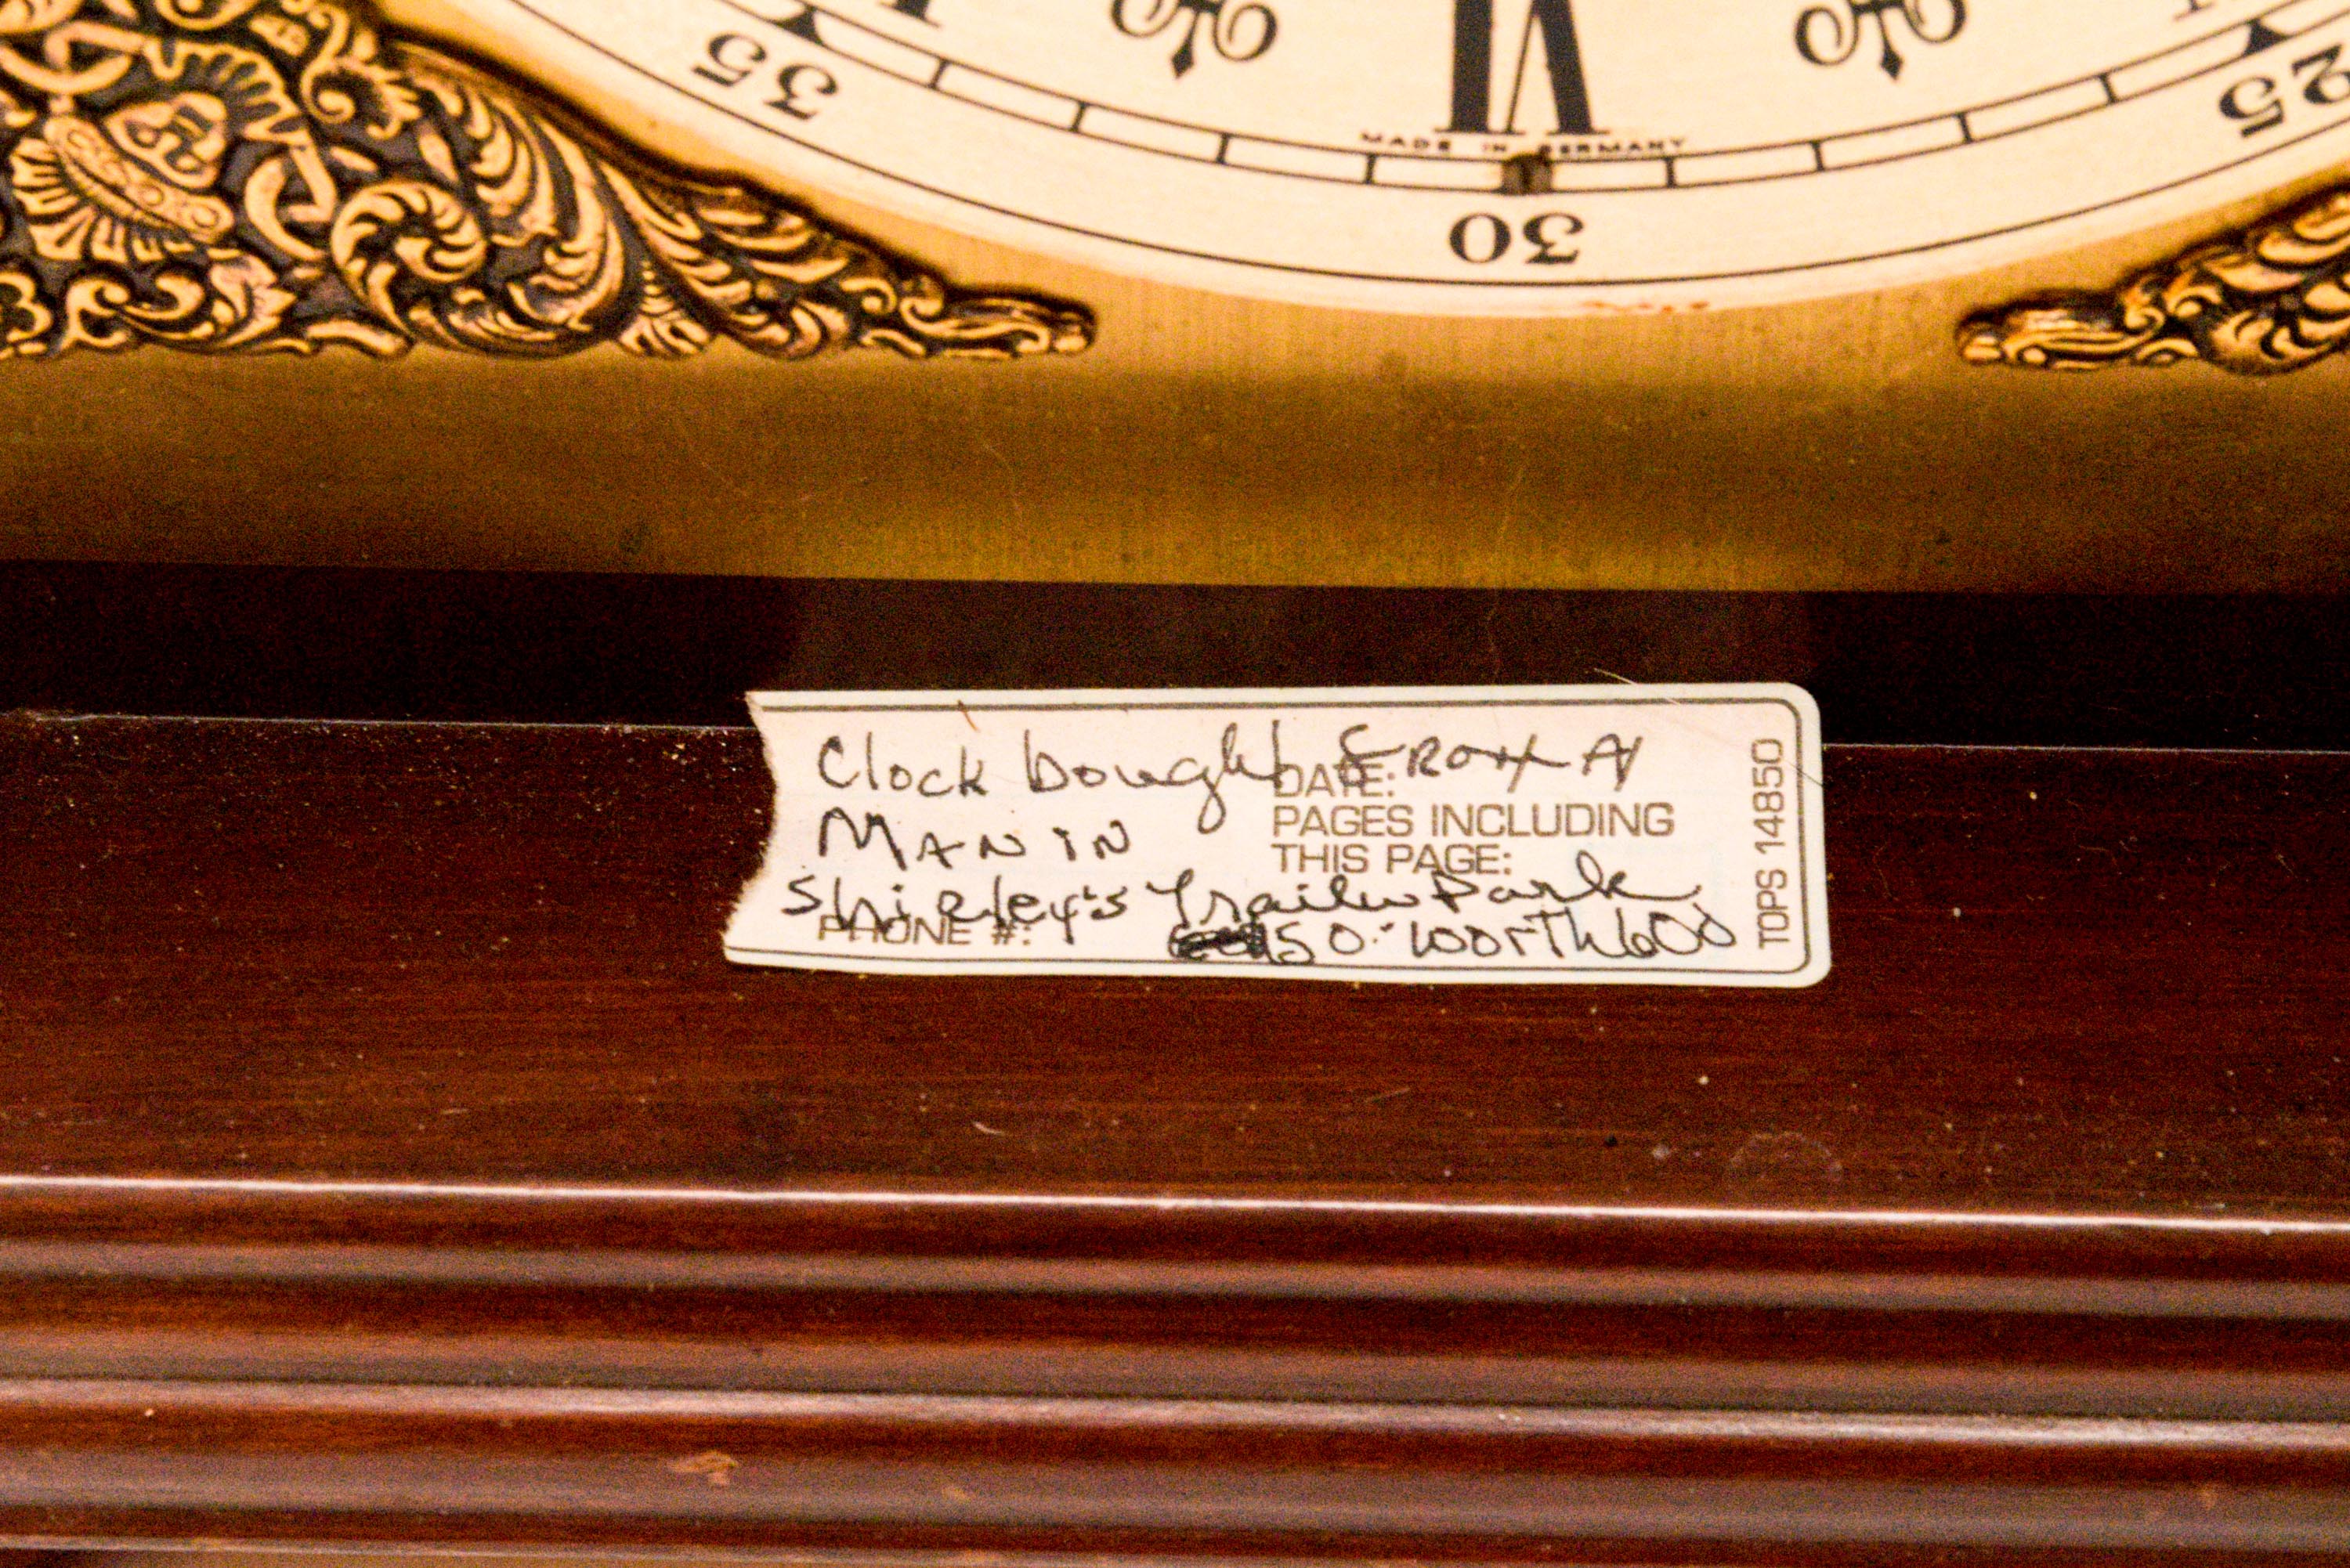 35
30
25
VI
MADE IN GERMANY
Clock bought FROM A
DATE:
MAN IN
PAGES INCLUDING
THIS PAGE:
Shirley's Trailer Park
PHONE #:
50.- worth 600
TOPS 14850